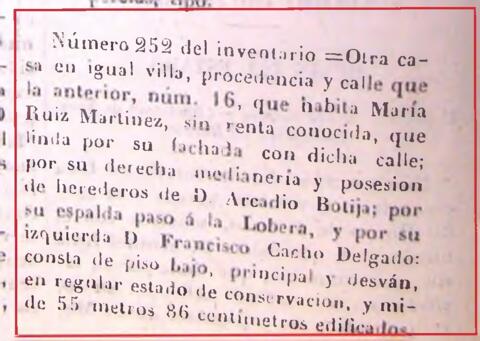 Número 252 del inventario =Otra ca-
sa en igual villa, procedencia y calle que
la anterior, núm. 16, que habita María
Ruiz Martinez, sin renta conocida, que
linda por su fachada con dicha calle;
por su derecha medianería y posesion
de herederos de D. Arcadio Botija; por
su espalda paso á la Lobera, y por su
izquierda D Francisco Cacho Delgado:
consta de piso bajo, principal y desván,
en regular estado de conservacion, y mi-
de 55 metros 86 centímetros edificados